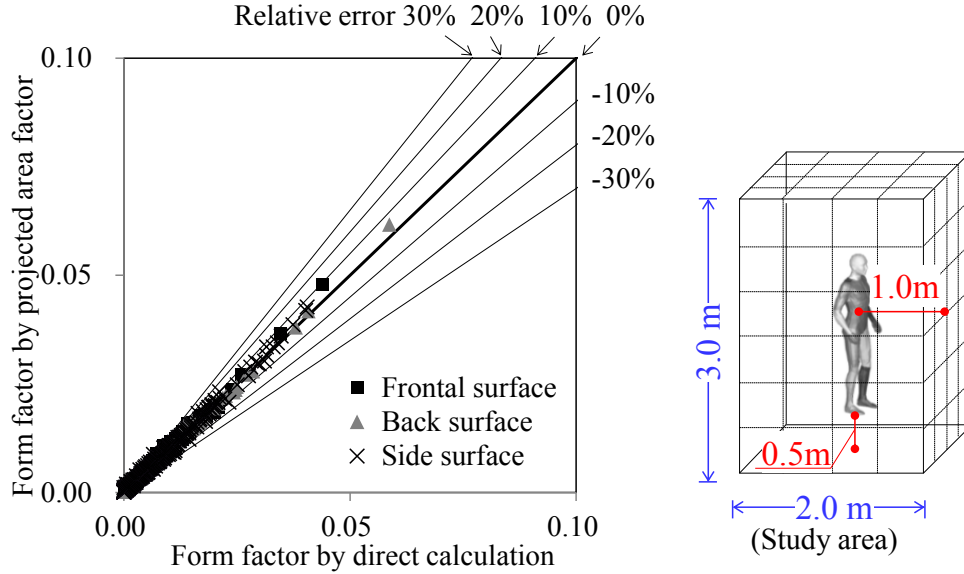 Relative error 30% 20% 10% 0%
0.10
-10%
-20%
-30%
0.05
0.00
0.00 0.05 0.10
Form factor by projected area factor
Form factor by direct calculation
Frontal surface
Back surface
Side surface
1.0m
3.0 m
0.5m
2.0 m
(Study area)